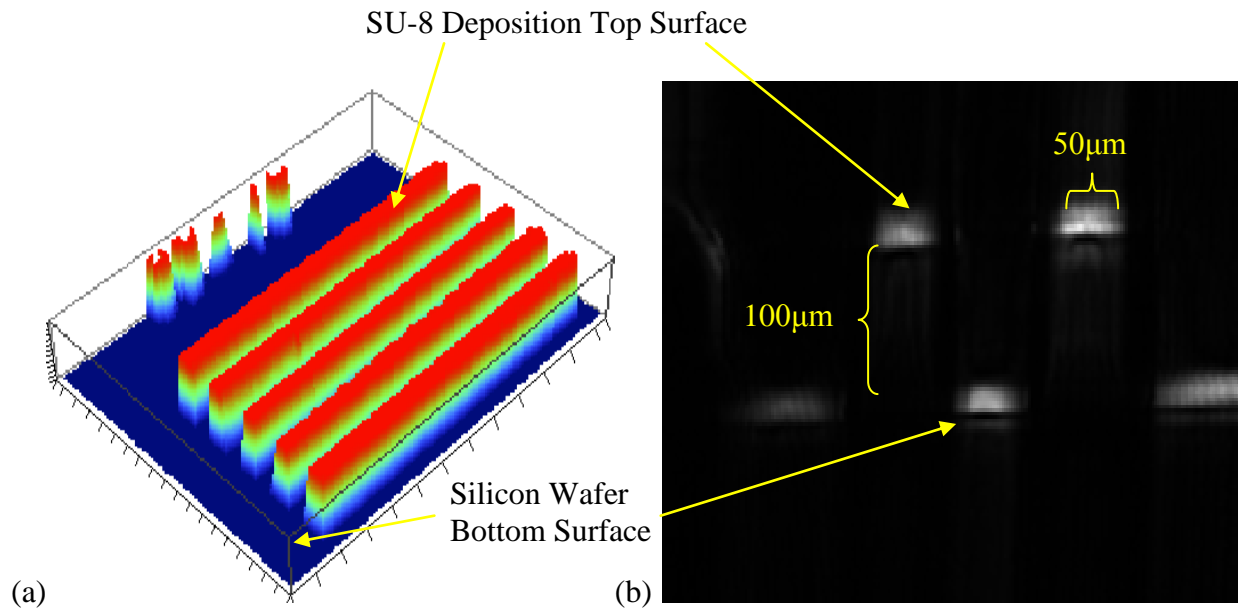 SU-8 Deposition Top Surface
50μm
100μm
Silicon Wafer
Bottom Surface
(a)
(b)